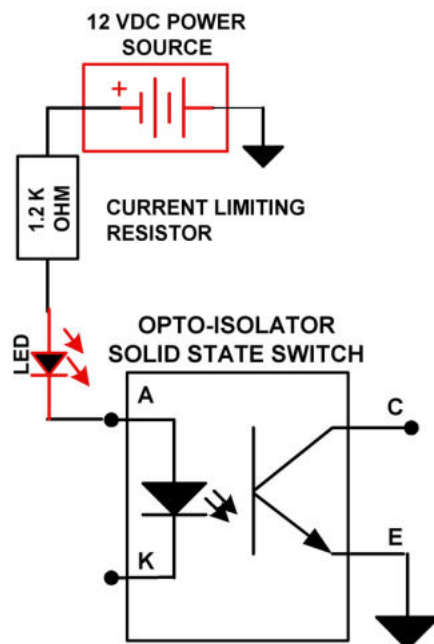 12 VDC POWER
SOURCE
+
1.2 K
OHM
CURRENT LIMITING
RESISTOR
LED
OPTO-ISOLATOR
SOLID STATE SWITCH
A
C
K
E